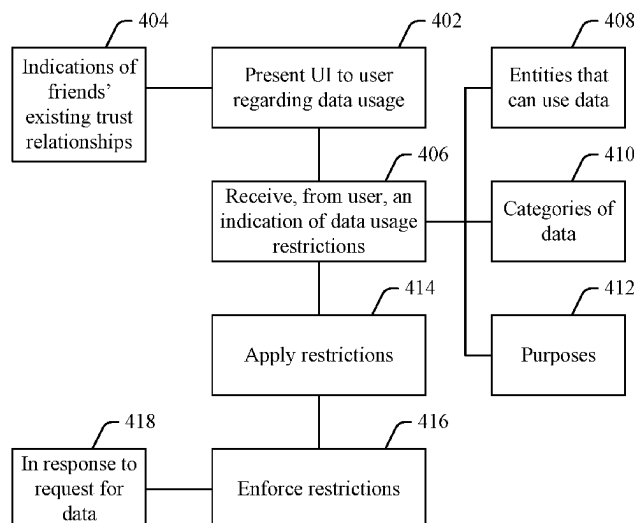 404
402
408
Indications of
friends'
existing trust
relationships
Present UI to user
regarding data usage
Entities that
can use data
406
410
Receive, from user, an
indication of data usage
restrictions
Categories of
data
414
412
Apply restrictions
Purposes
418
416
In response to
request for
data
Enforce restrictions